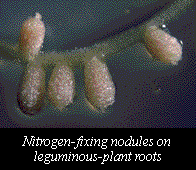 Nitrogen-fixing nodules on
leguminous-plant roots